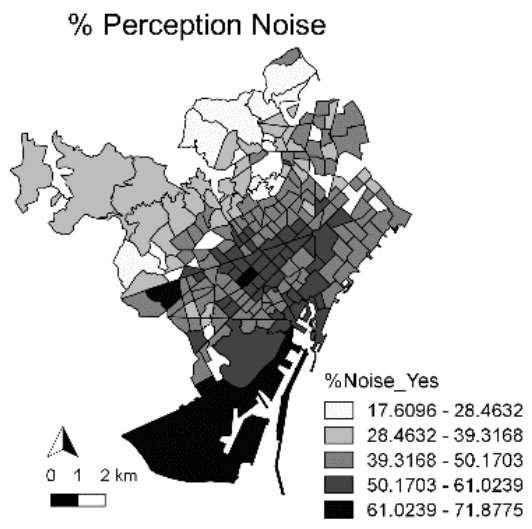 % Perception Noise
%Noise_Yes
17.6096 - 28.4632
28.4632 - 39.3168
39.3168 - 50.1703
50.1703 - 61.0239
61.0239 - 71.8775
0 1 2 km